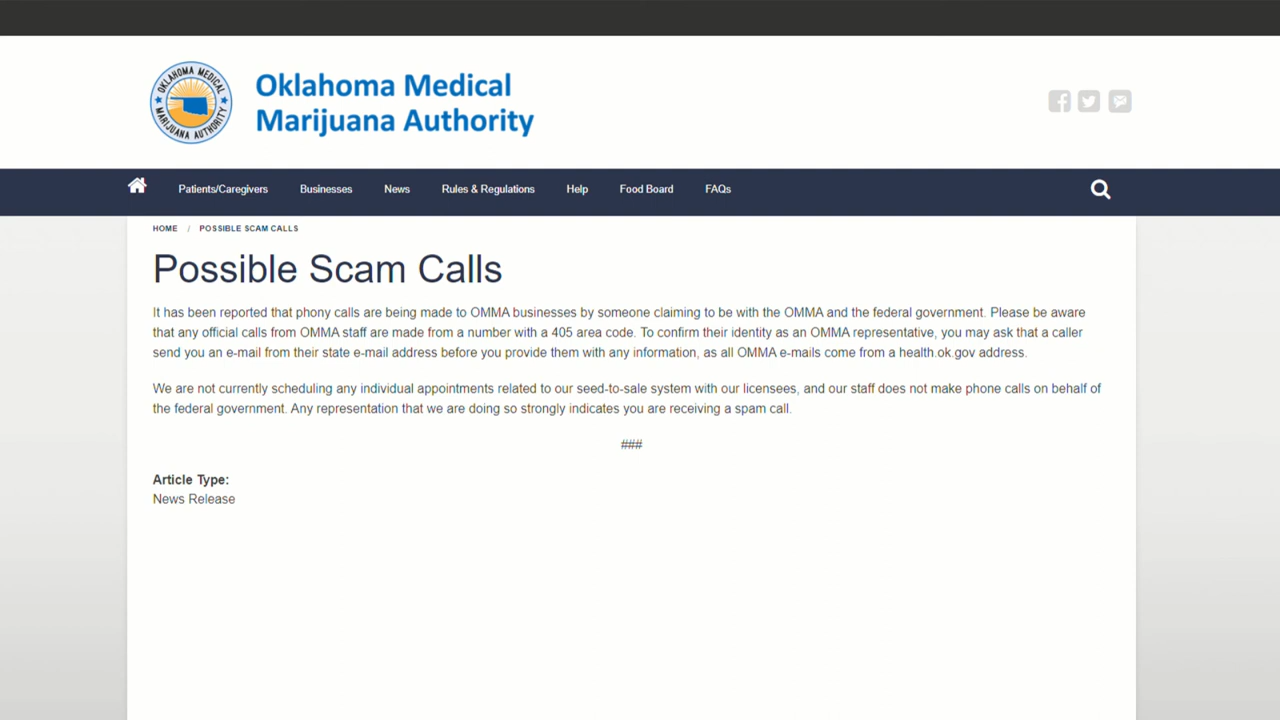 OKLAHOMA MEDICAL
MARIJUANA AUTHORITY
Oklahoma Medical
Marijuana Authority
Patients/Caregivers Businesses News Rules & Regulations Help Food Board FAQs
HOME / POSSIBLE SCAM CALLS
Possible Scam Calls
It has been reported that phony calls are being made to OMMA businesses by someone claiming to be with the OMMA and the federal government. Please be aware
that any official calls from OMMA staff are made from a number with a 405 area code. To confirm their identity as an OMMA representative, you may ask that a caller
send you an e-mail from their state e-mail address before you provide them with any information, as all OMMA e-mails come from a health.ok.gov address.
We are not currently scheduling any individual appointments related to our seed-to-sale system with our licensees, and our staff does not make phone calls on behalf of
the federal government. Any representation that we are doing so strongly indicates you are receiving a spam call.
###
Article Type:
News Release